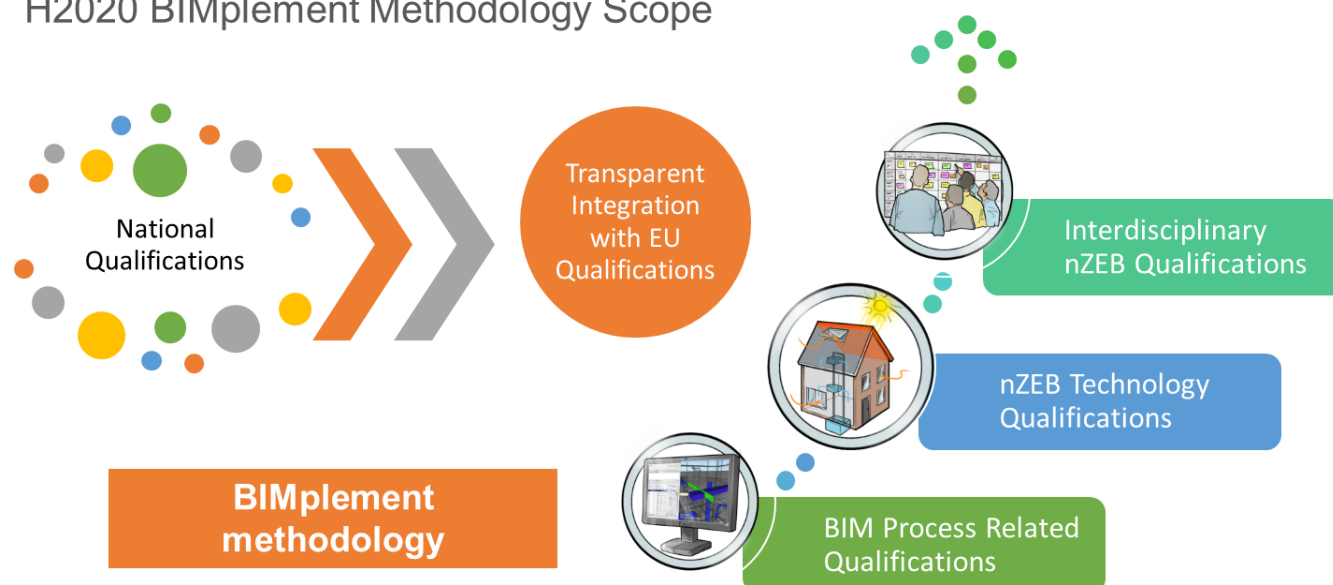 H2020 BIMplement Methodology Scope
National
Qualifications
Transparent
Integration
with EU
Qualifications
Interdisciplinary
nZEB Qualifications
nZEB Technology
Qualifications
BIMplement
methodology
BIM Process Related
Qualifications